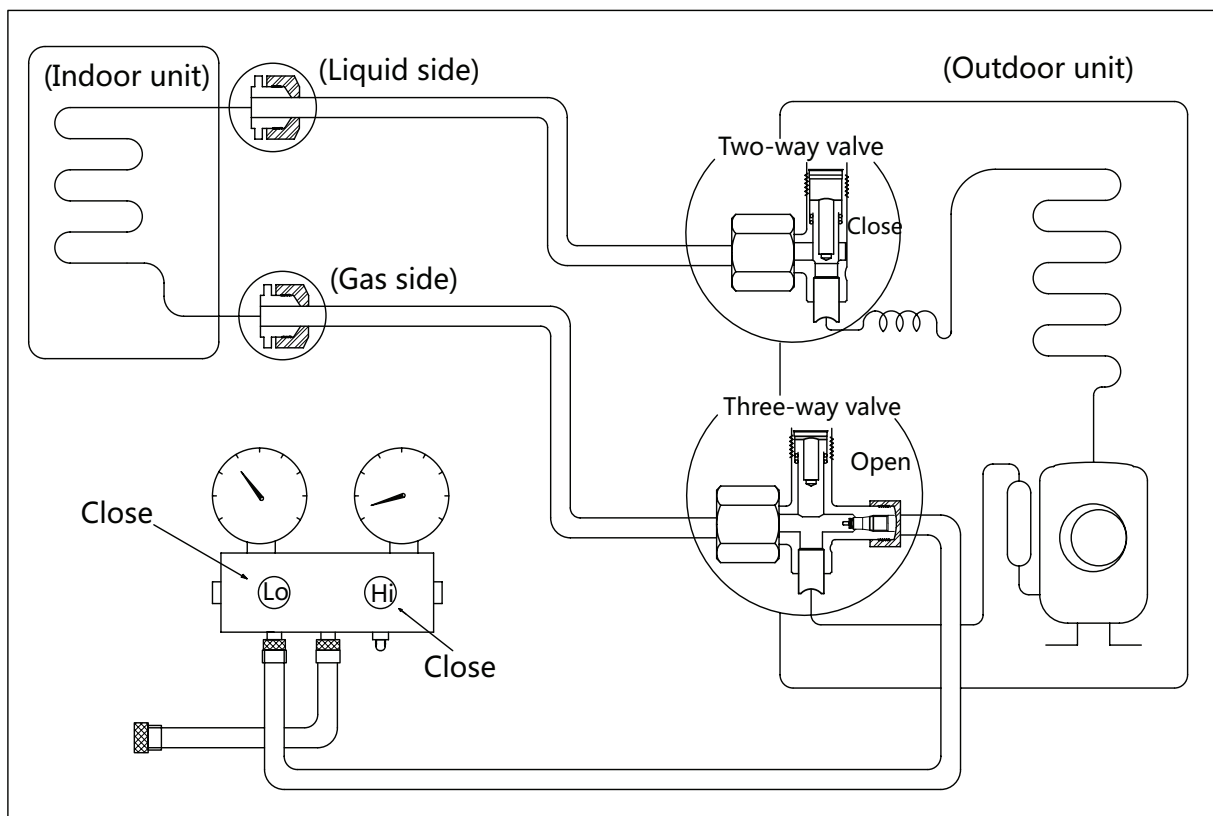 (Indoor unit)
(Liquid side)
(Outdoor unit)
Two-way valve
Close
(Gas side)
Three-way valve
Open
Close
Lo
Hi
Close